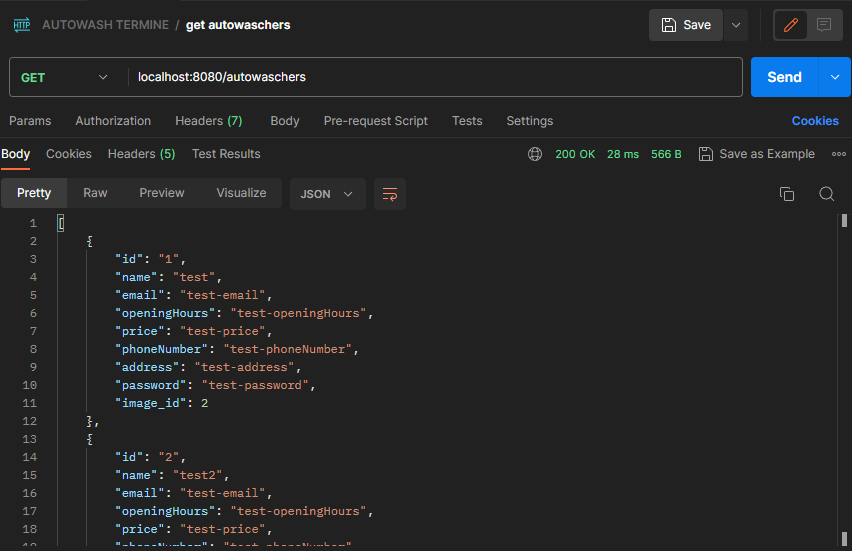 HTTP AUTOWASH TERMINE / get autowaschers Save
GET localhost:8080/autowaschers Send
Params Authorization Headers (7) Body Pre-request Script Tests Settings Cookies
Body Cookies Headers (5) Test Results 200 OK 28 ms 566 B Save as Example
Pretty Raw Preview Visualize JSON
1 [
2 {
3 "id": "1",
4 "name": "test",
5 "email": "test-email",
6 "openingHours": "test-openingHours",
7 "price": "test-price",
8 "phoneNumber": "test-phoneNumber",
9 "address": "test-address",
10 "password": "test-password",
11 "image_id": 2
12 },
13 {
14 "id": "2",
15 "name": "test2",
16 "email": "test-email",
17 "openingHours": "test-openingHours",
18 "price": "test-price",
19 "phoneNumber": "test-phoneNumber"